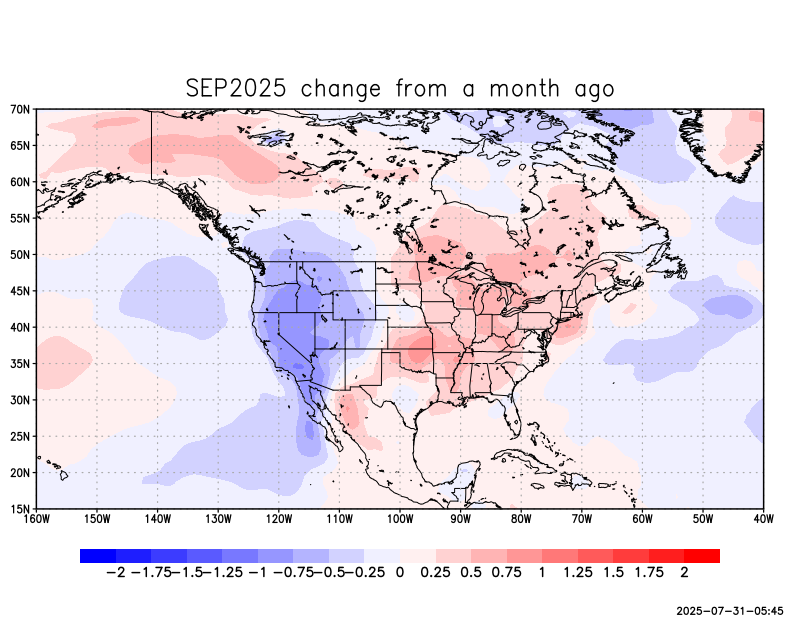 SEP2025 change from a month ago
70N
65N
60N
55N
50N
45N
40N
35N
30N
25N
20N
15N
160W 150W 140W 130W 120W 110W 100W 90W 80W 70W 60W 50W 40W
−2 −1.75 −1.5 −1.25 −1 −0.75 −0.5 −0.25 0 0.25 0.5 0.75 1 1.25 1.5 1.75 2
2025-07-31-05:45